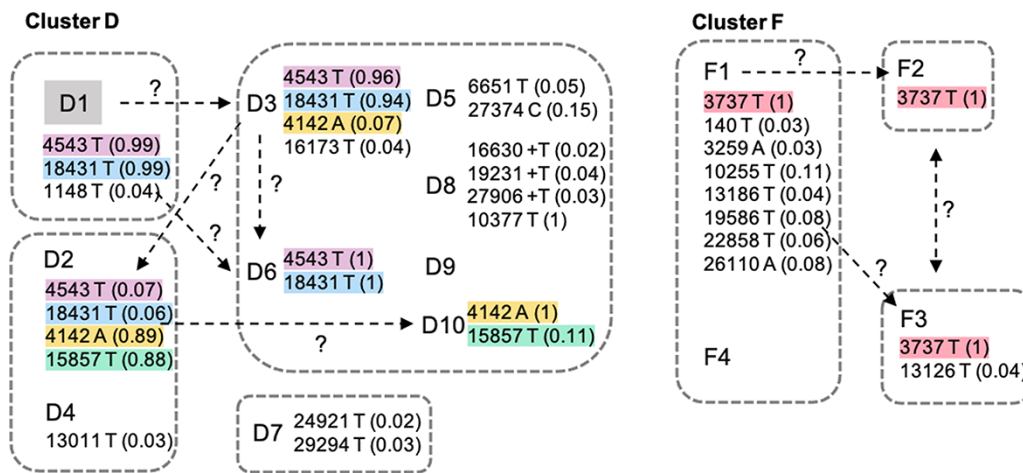 Cluster D
D1
4543 T (0.99)
18431 T (0.99)
1148 T (0.04)
?
D3
4543 T (0.96)
18431 T (0.94)
4142 A (0.07)
16173 T (0.04)
D5
6651 T (0.05)
27374 C (0.15)
D8
16630 +T (0.02)
19231 +T (0.04)
27906 +T (0.03)
10377 T (1)
?
?
?
D2
4543 T (0.07)
18431 T (0.06)
4142 A (0.89)
15857 T (0.88)
D6
4543 T (1)
18431 T (1)
D9
D10
4142 A (1)
15857 T (0.11)
?
D4
13011 T (0.03)
D7
24921 T (0.02)
29294 T (0.03)
Cluster F
F1
3737 T (1)
140 T (0.03)
3259 A (0.03)
10255 T (0.11)
13186 T (0.04)
19586 T (0.08)
22858 T (0.06)
26110 A (0.08)
?
F2
3737 T (1)
?
?
F4
F3
3737 T (1)
13126 T (0.04)